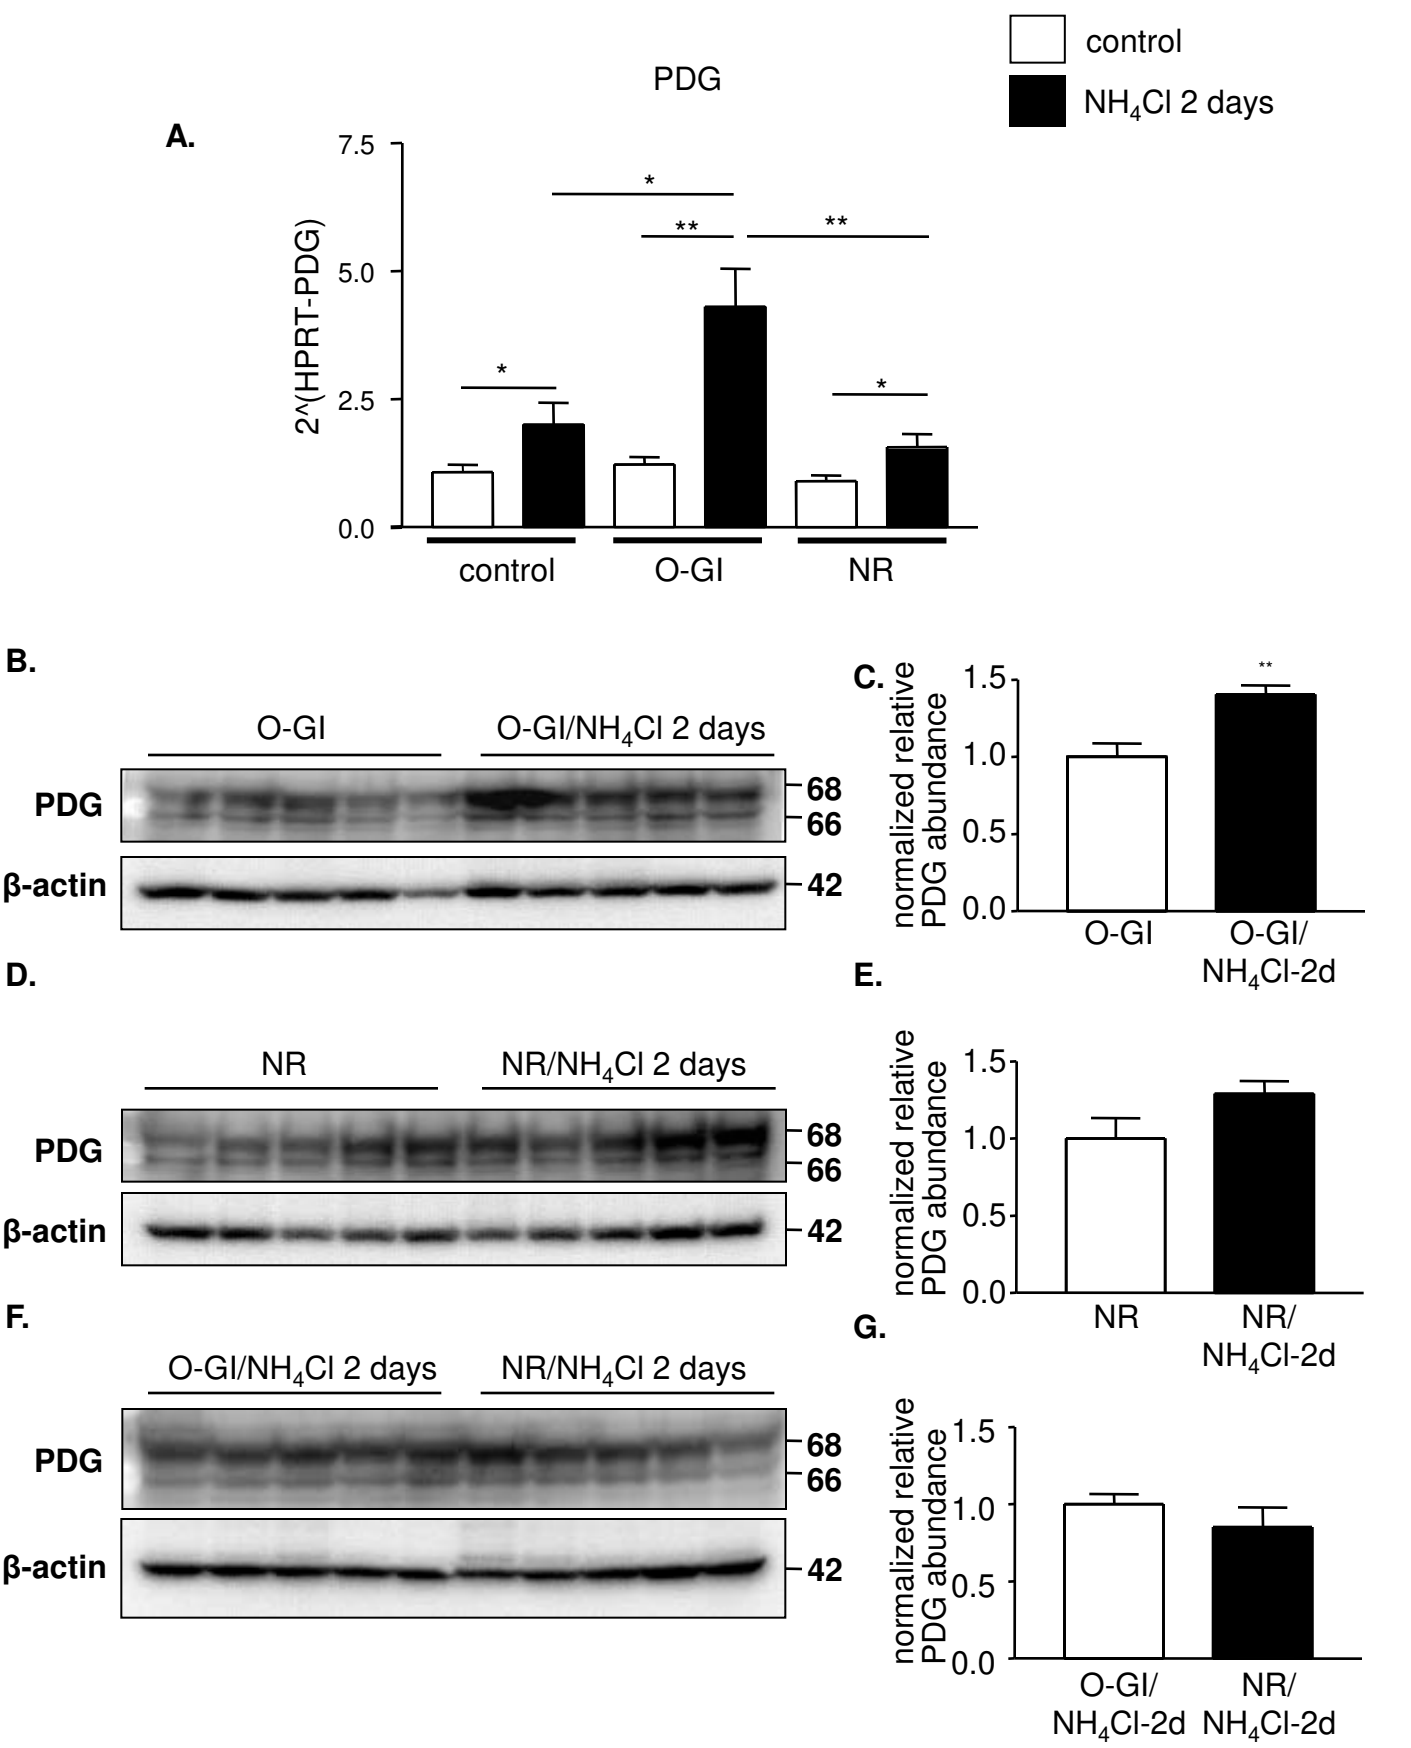 control
NH₄Cl 2 days
PDG
A.
7.5
5.0
2.5
0.0
2^(HPRT-PDG)
*
**
**
*
*
control O-GI NR
B.
O-GI O-GI/NH₄Cl 2 days
PDG
68
66
β-actin
42
C.
normalized relative
PDG abundance
1.5
1.0
0.5
0.0
**
O-GI O-GI/
NH₄Cl-2d
D.
NR NR/NH₄Cl 2 days
PDG
68
66
β-actin
42
E.
normalized relative
PDG abundance
1.5
1.0
0.5
0.0
NR NR/
NH₄Cl-2d
F.
O-GI/NH₄Cl 2 days NR/NH₄Cl 2 days
PDG
68
66
β-actin
42
G.
normalized relative
PDG abundance
1.5
1.0
0.5
0.0
O-GI/ NR/
NH₄Cl-2d NH₄Cl-2d